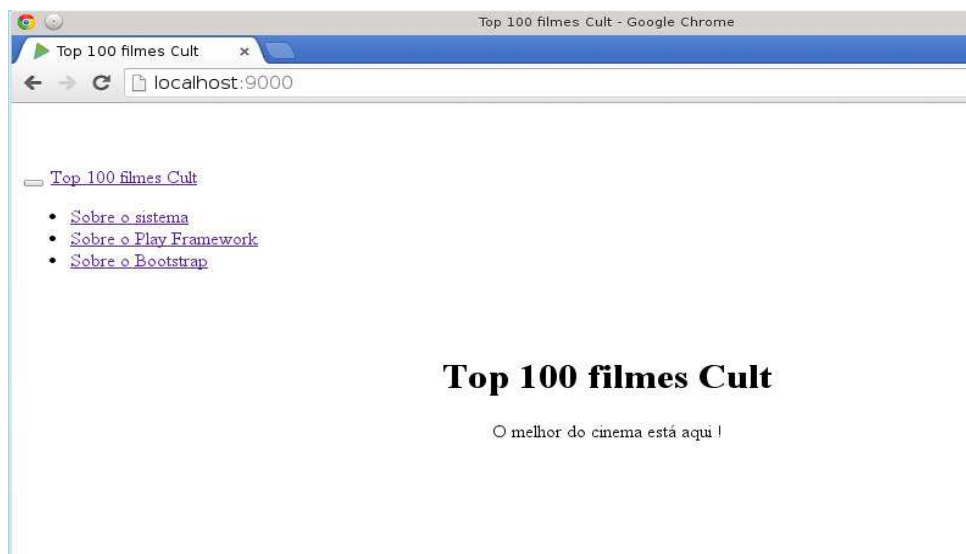 Top 100 filmes Cult - Google Chrome
Top 100 filmes Cult
localhost:9000
Top 100 filmes Cult
Sobre o sistema
Sobre o Play Framework
Sobre o Bootstrap
Top 100 filmes Cult
O melhor do cinema está aqui !